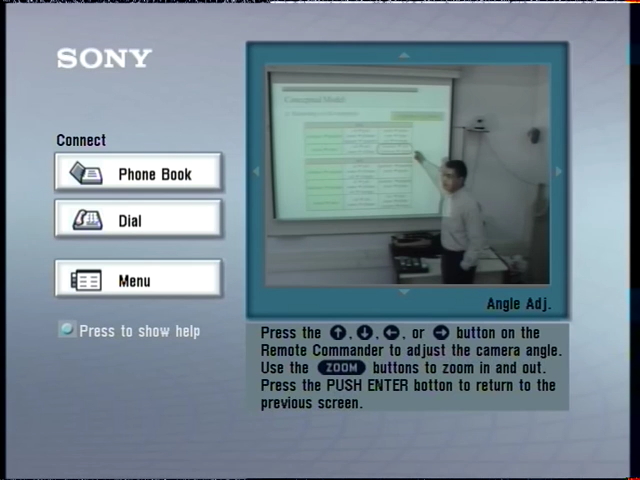 SONY
Connect
Phone Book
Dial
Menu
Press to show help
Conceptual Model
Angle Adj.
Press the , , , or button on the
Remote Commander to adjust the camera angle.
Use the ZOOM buttons to zoom in and out.
Press the PUSH ENTER botton to return to the
previous screen.